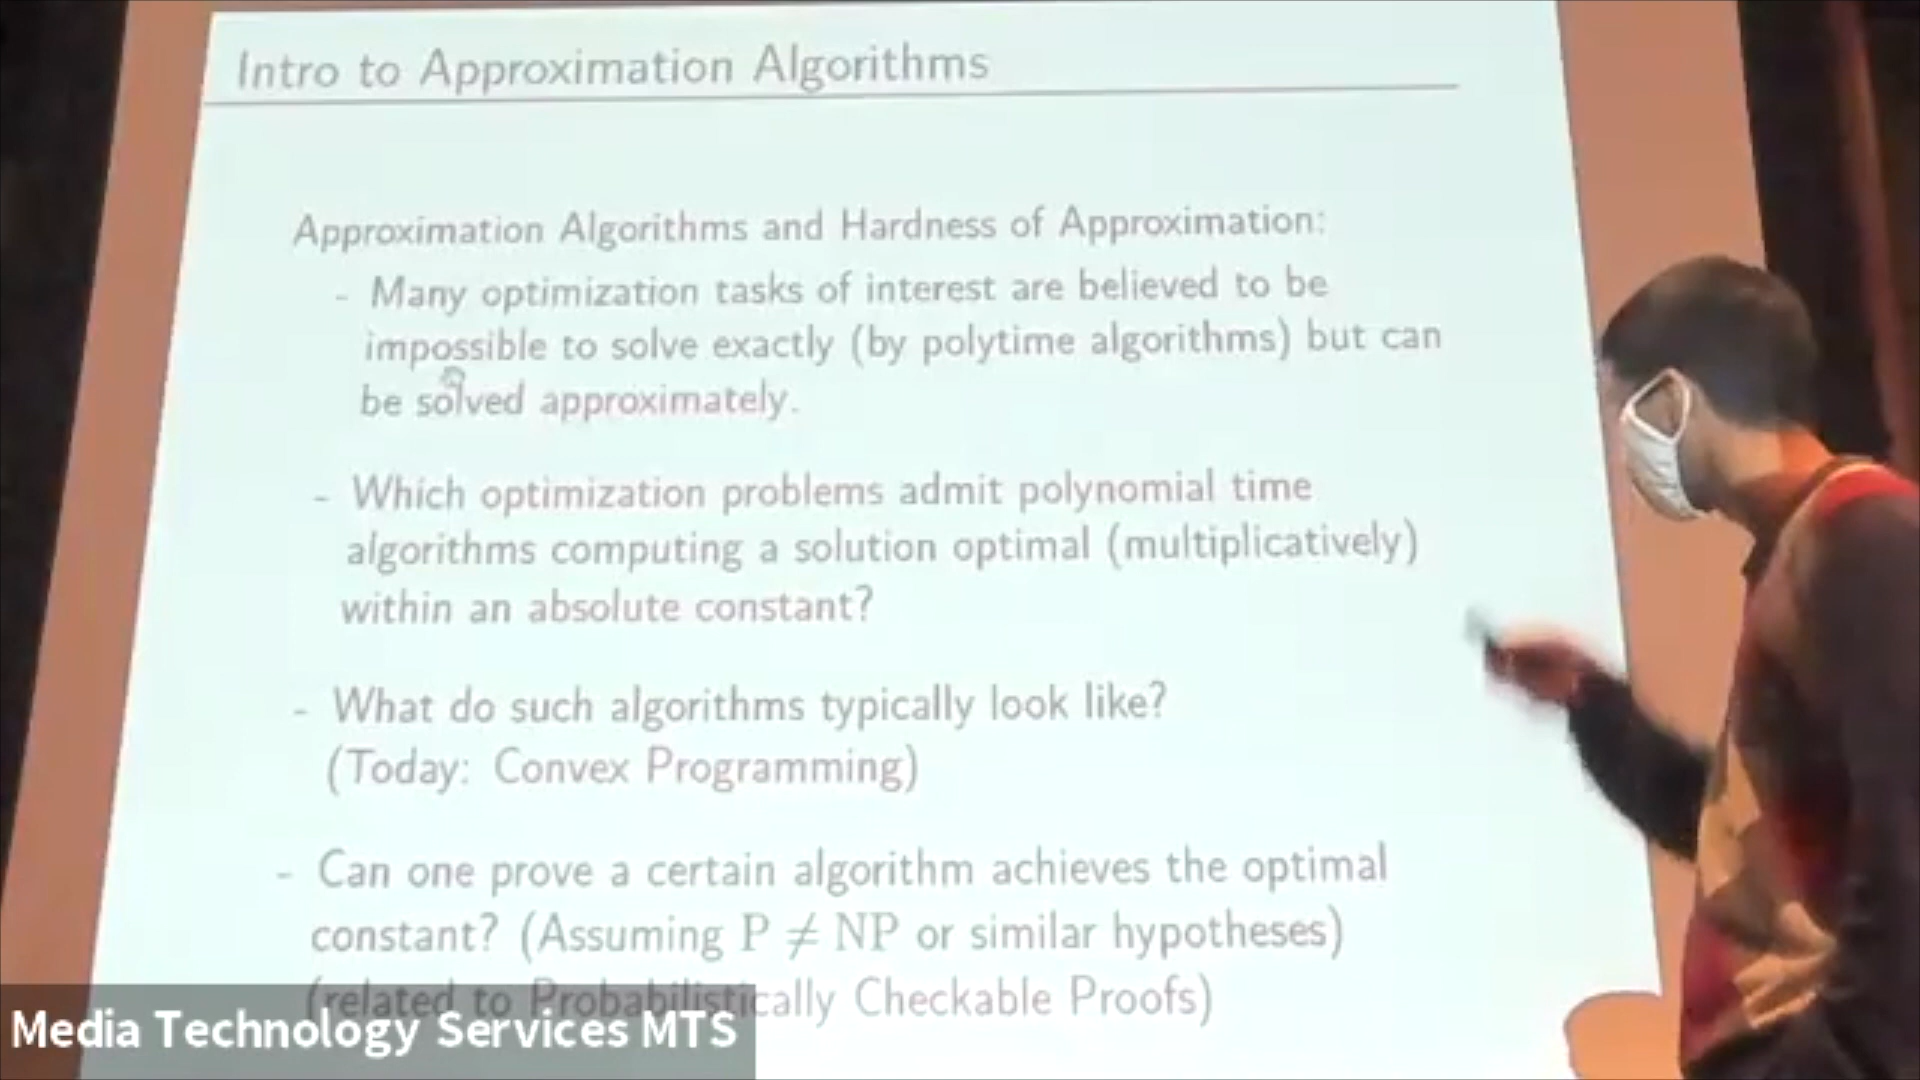 Intro to Approximation Algorithms
Approximation Algorithms and Hardness of Approximation:
- Many optimization tasks of interest are believed to be
impossible to solve exactly (by polytime algorithms) but can
be solved approximately.
- Which optimization problems admit polynomial time
algorithms computing a solution optimal (multiplicatively)
within an absolute constant?
- What do such algorithms typically look like?
(Today: Convex Programming)
- Can one prove a certain algorithm achieves the optimal
constant? (Assuming P ≠ NP or similar hypotheses)
(related to Probabilistically Checkable Proofs)
Media Technology Services MTS